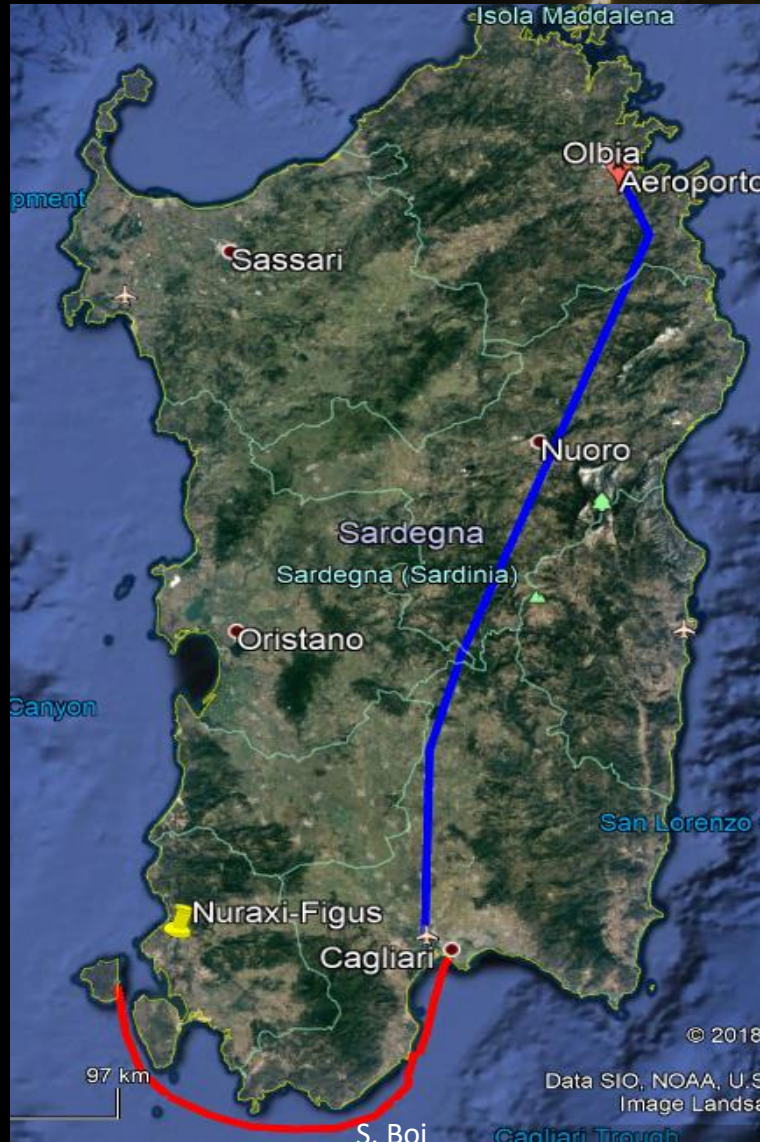 Isola Maddalena
Olbia
Aeroporto
pment
Sassari
Nuoro
Sardegna
Sardegna (Sardinia)
Oristano
Canyon
San Lorenzo
Nuraxi-Figus
Cagliari
© 2018
97 km
Data SIO, NOAA, U.S
Image Landsa
S. Boi
Cagliari Trough